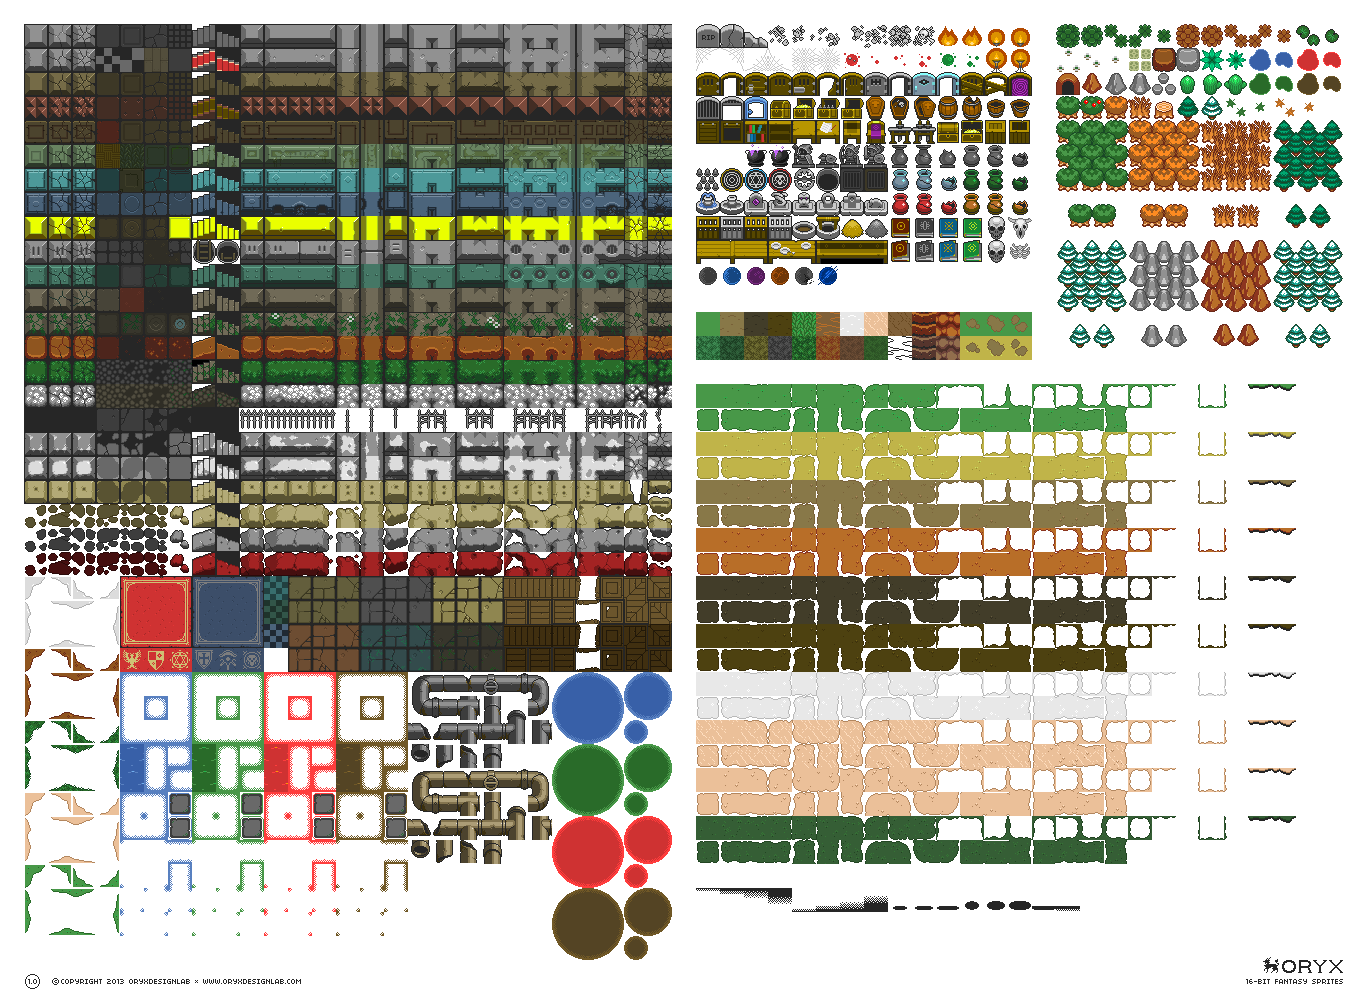 RIP
1.0
©COPYRIGHT 2013 ORYXDESIGNLAB × WWW.ORYXDESIGNLAB.COM
ORYX
16-BIT FANTASY SPRITES